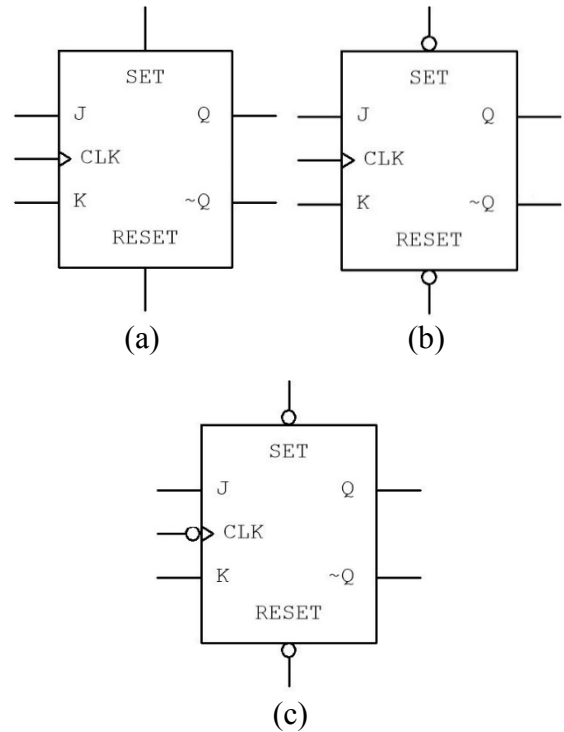 SET SET
J Q J Q
CLK CLK
K ~Q K ~Q
RESET RESET
(a) (b)
SET
J Q
CLK
K ~Q
RESET
(c)